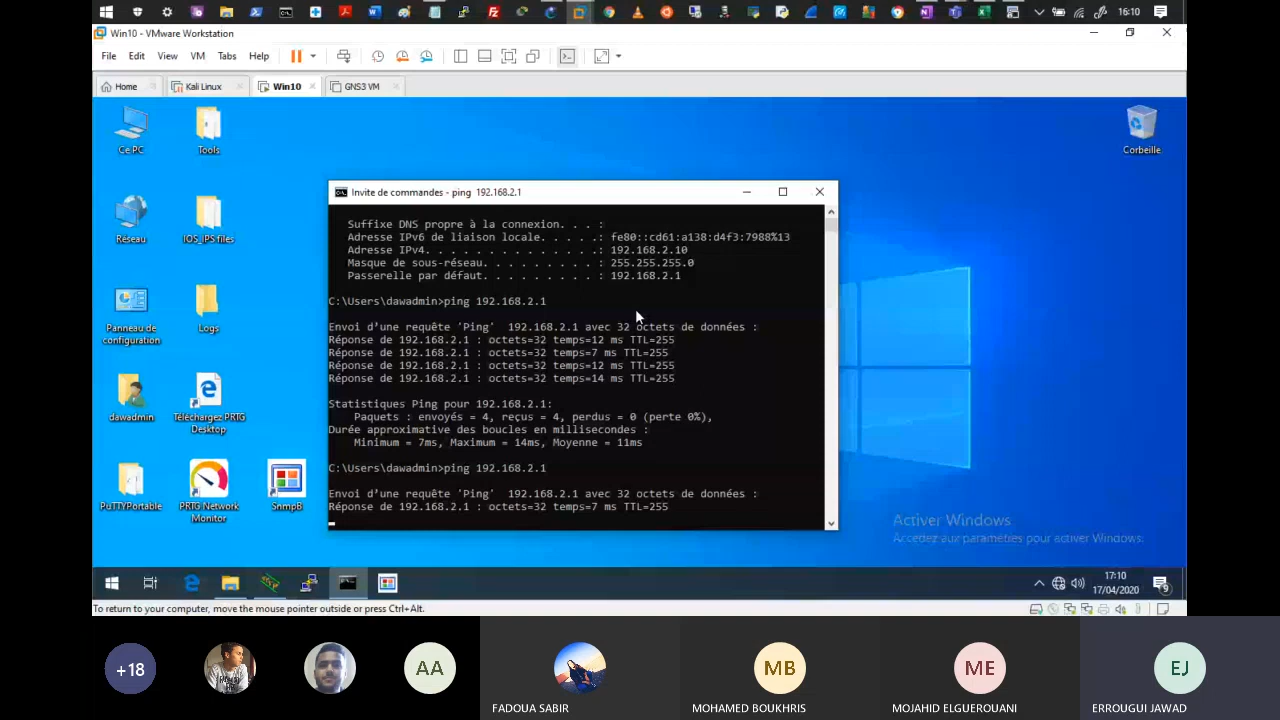 16:10
Win10 - VMware Workstation
File Edit View VM Tabs Help
Home Kali Linux Win10 GNS3 VM
Ce PC
Tools
Corbeille
Réseau
IOS_IPS files
Panneau de configuration
Logs
dawadmin
Téléchargez PRTG Desktop
PuTTYPortable
PRTG Network Monitor
SnmpB
Invite de commandes - ping 192.168.2.1
Suffixe DNS propre à la connexion. . . :
Adresse IPv6 de liaison locale. . . . .: fe80::cd61:a138:d4f3:7988%13
Adresse IPv4. . . . . . . . . . . . . .: 192.168.2.10
Masque de sous-réseau. . . . . . . . . : 255.255.255.0
Passerelle par défaut. . . . . . . . . : 192.168.2.1
C:\Users\dawadmin>ping 192.168.2.1
Envoi d'une requête 'Ping'  192.168.2.1 avec 32 octets de données :
Réponse de 192.168.2.1 : octets=32 temps=12 ms TTL=255
Réponse de 192.168.2.1 : octets=32 temps=7 ms TTL=255
Réponse de 192.168.2.1 : octets=32 temps=12 ms TTL=255
Réponse de 192.168.2.1 : octets=32 temps=14 ms TTL=255
Statistiques Ping pour 192.168.2.1:
Paquets : envoyés = 4, reçus = 4, perdus = 0 (perte 0%),
Durée approximative des boucles en millisecondes :
Minimum = 7ms, Maximum = 14ms, Moyenne = 11ms
C:\Users\dawadmin>ping 192.168.2.1
Envoi d'une requête 'Ping'  192.168.2.1 avec 32 octets de données :
Réponse de 192.168.2.1 : octets=32 temps=7 ms TTL=255
Activer Windows
Accédez aux paramètres pour activer Windows.
17:10
17/04/2020
9
To return to your computer, move the mouse pointer outside or press Ctrl+Alt.
+18
AA
MB
ME
EJ
FADOUA SABIR
MOHAMED BOUKHRIS
MOJAHID ELGUEROUANI
ERROUGUI JAWAD